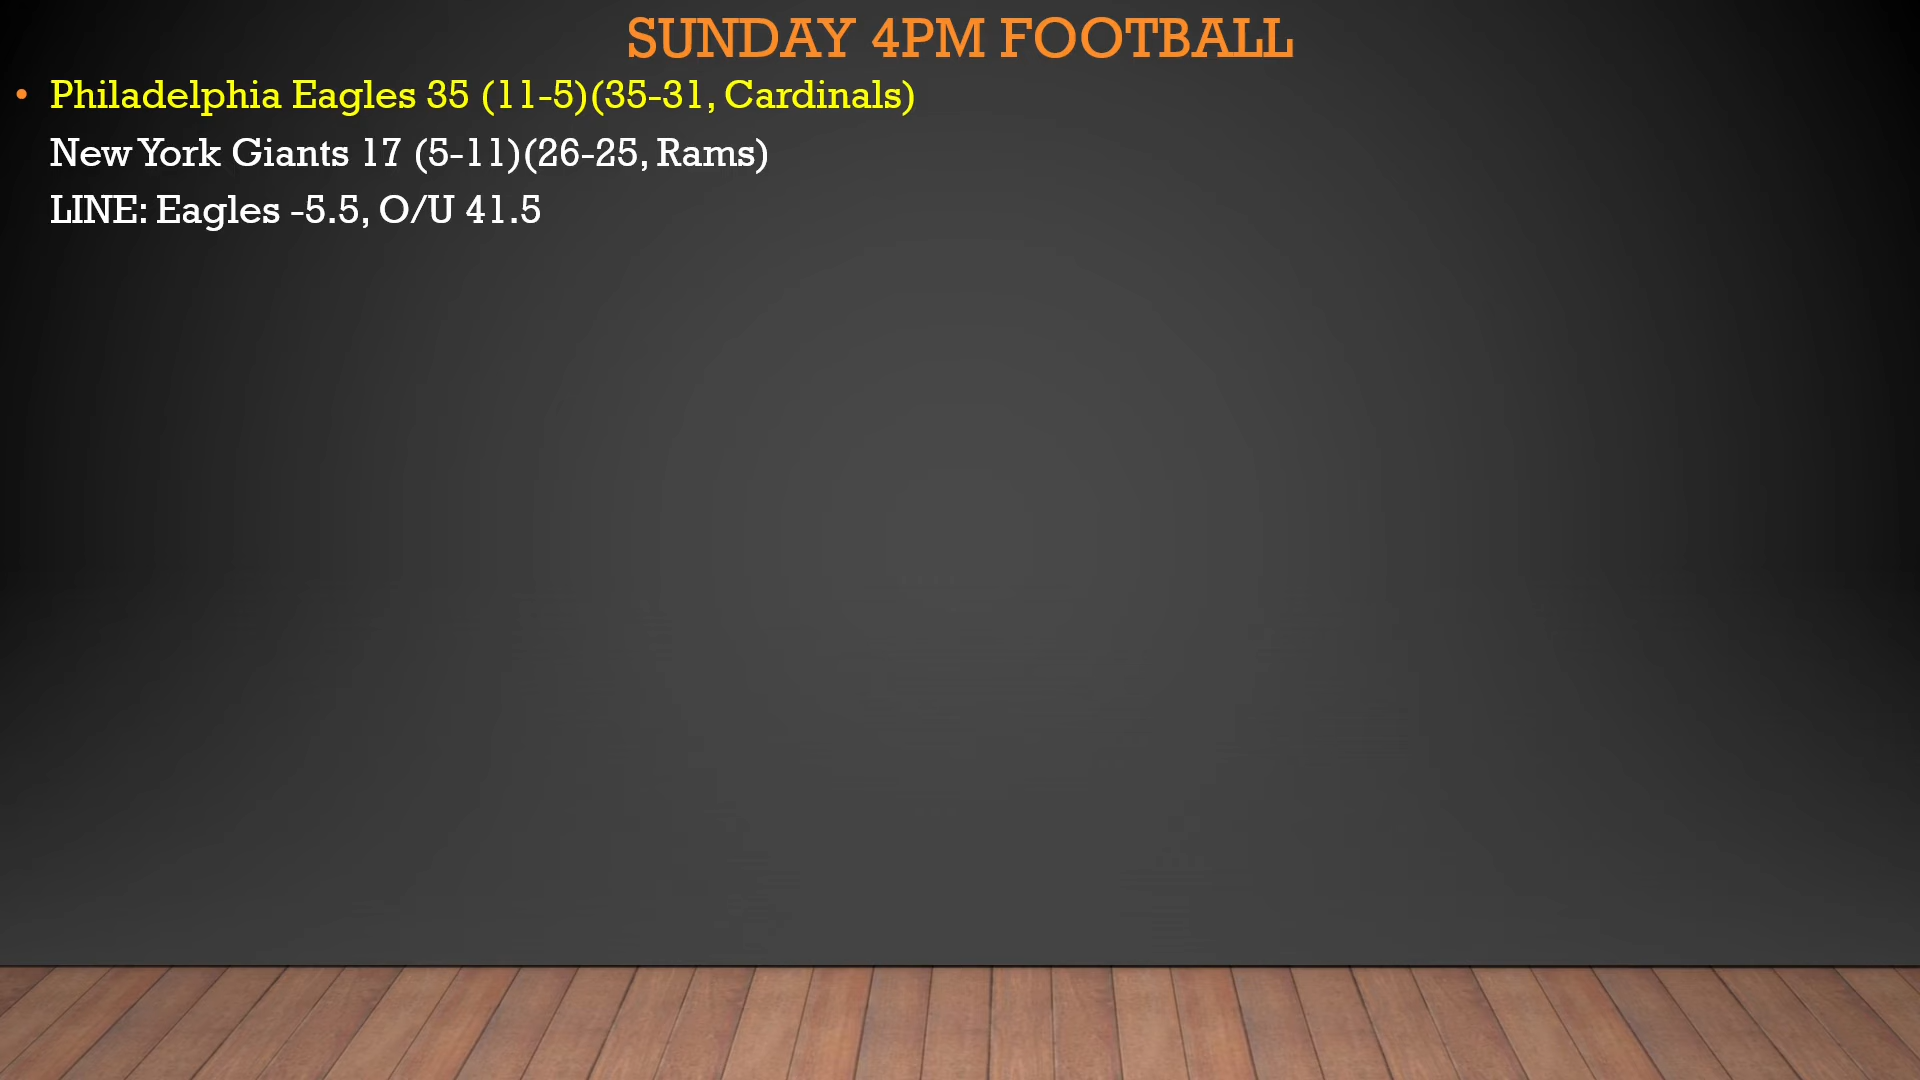 SUNDAY 4PM FOOTBALL
• Philadelphia Eagles 35 (11-5)(35-31, Cardinals)
New York Giants 17 (5-11)(26-25, Rams)
LINE: Eagles -5.5, O/U 41.5